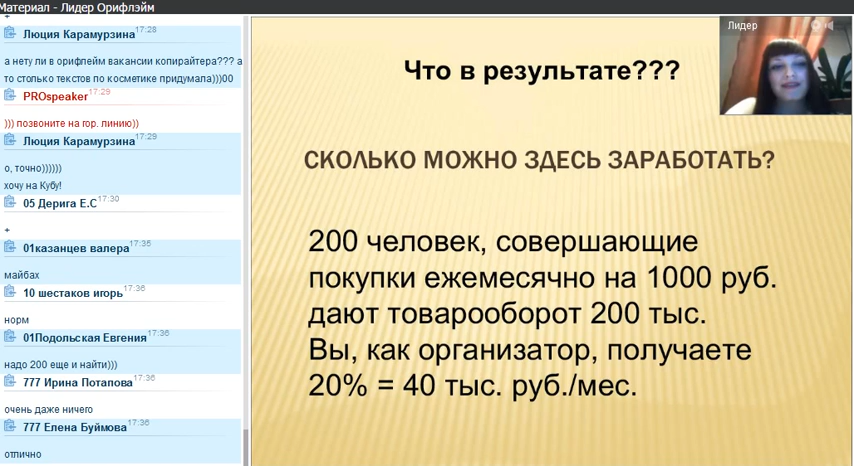 Материал - Лидер Орифлэйм
+
Люция Карамурзина 17:28
а нету ли в орифлейм вакансии копирайтера??? а
то столько текстов по косметике придумала)))00
PROspeaker 17:29
))) позвоните на гор. линию))
Люция Карамурзина 17:29
о, точно))))))
хочу на Кубу!
05 Дерига Е.С 17:30
+
01казанцев валера 17:35
майбах
10 шестаков игорь 17:36
норм
01Подольская Евгения 17:36
надо 200 еще и найти)))
777 Ирина Потапова 17:36
очень даже ничего
777 Елена Буймова 17:36
отлично
Лидер
Что в результате???
СКОЛЬКО МОЖНО ЗДЕСЬ ЗАРАБОТАТЬ?
200 человек, совершающие
покупки ежемесячно на 1000 руб.
дают товарооборот 200 тыс.
Вы, как организатор, получаете
20% = 40 тыс. руб./мес.